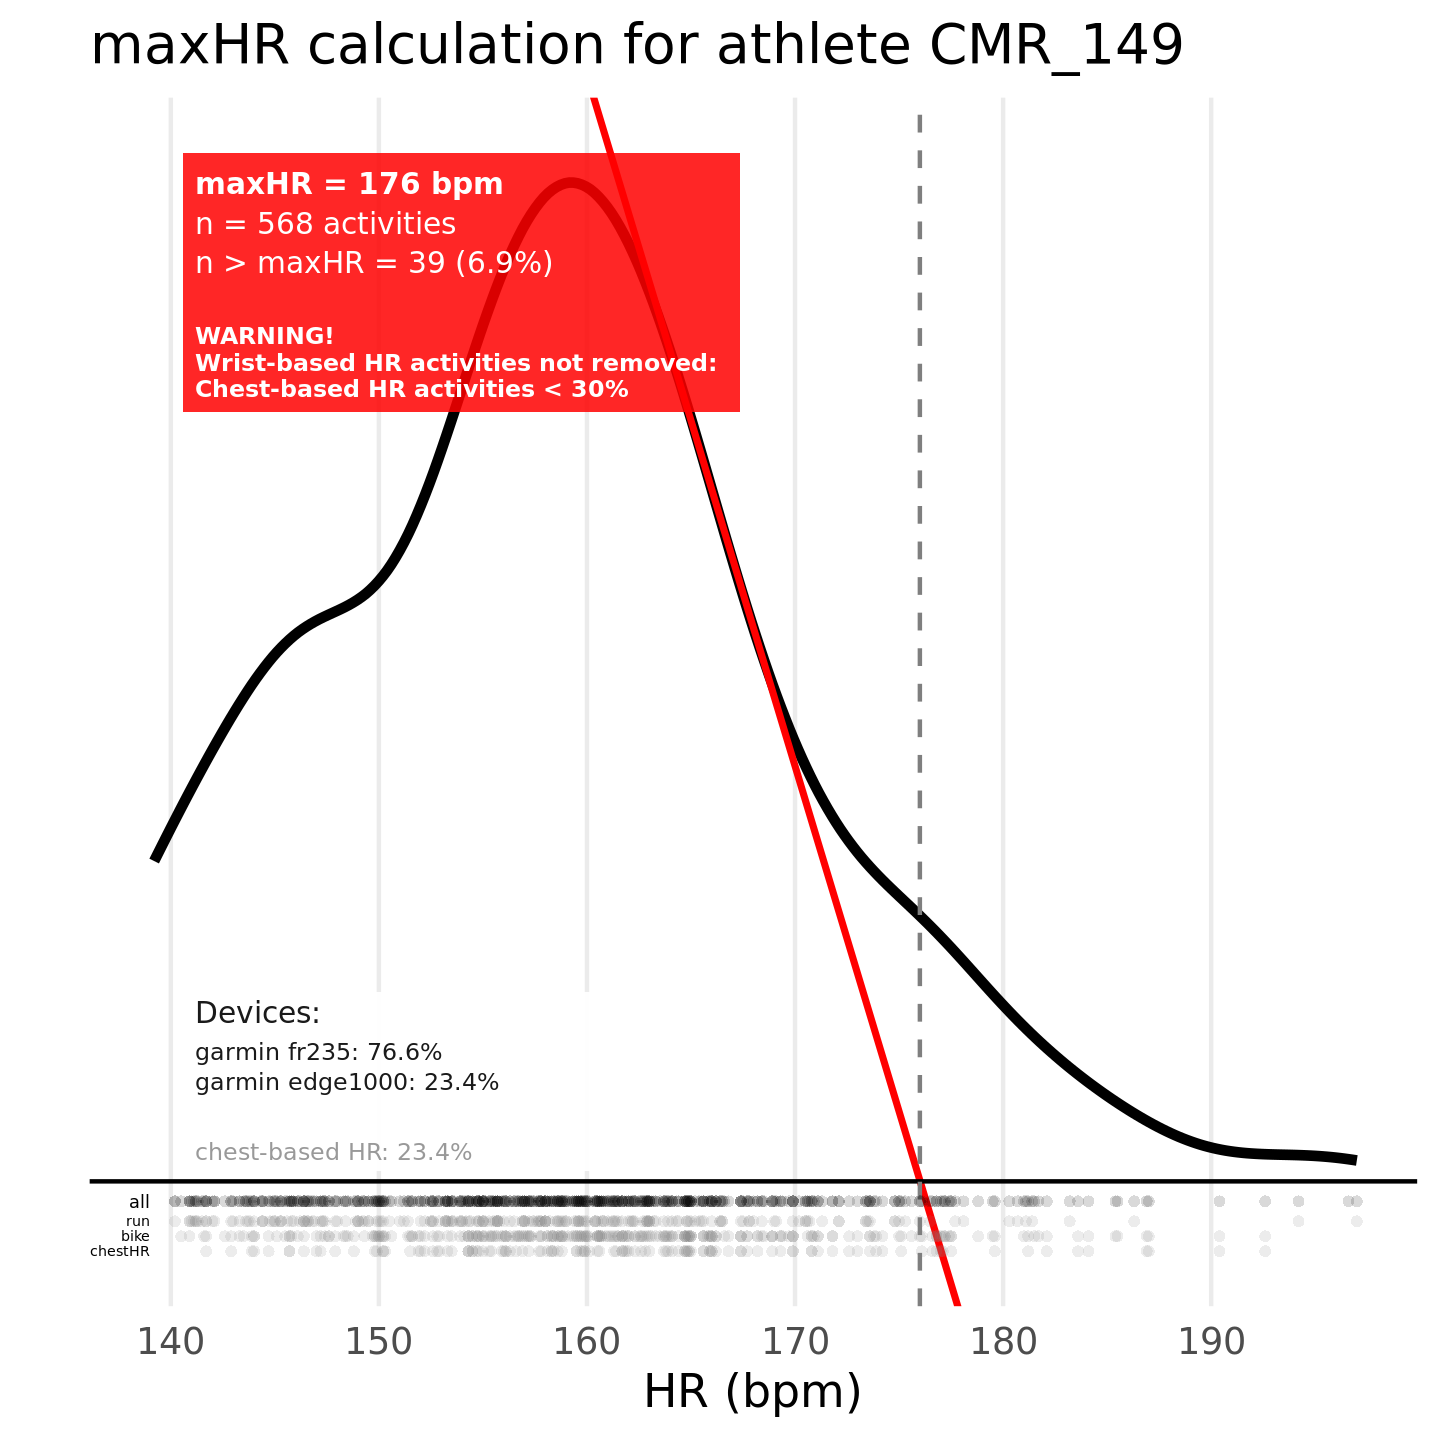 maxHR calculation for athlete CMR_149
maxHR = 176 bpm
n = 568 activities
n > maxHR = 39 (6.9%)
WARNING!
Wrist-based HR activities not removed:
Chest-based HR activities < 30%
Devices:
garmin fr235: 76.6%
garmin edge1000: 23.4%
chest-based HR: 23.4%
all
run
bike
chestHR
140 150 160 170 180 190
HR (bpm)